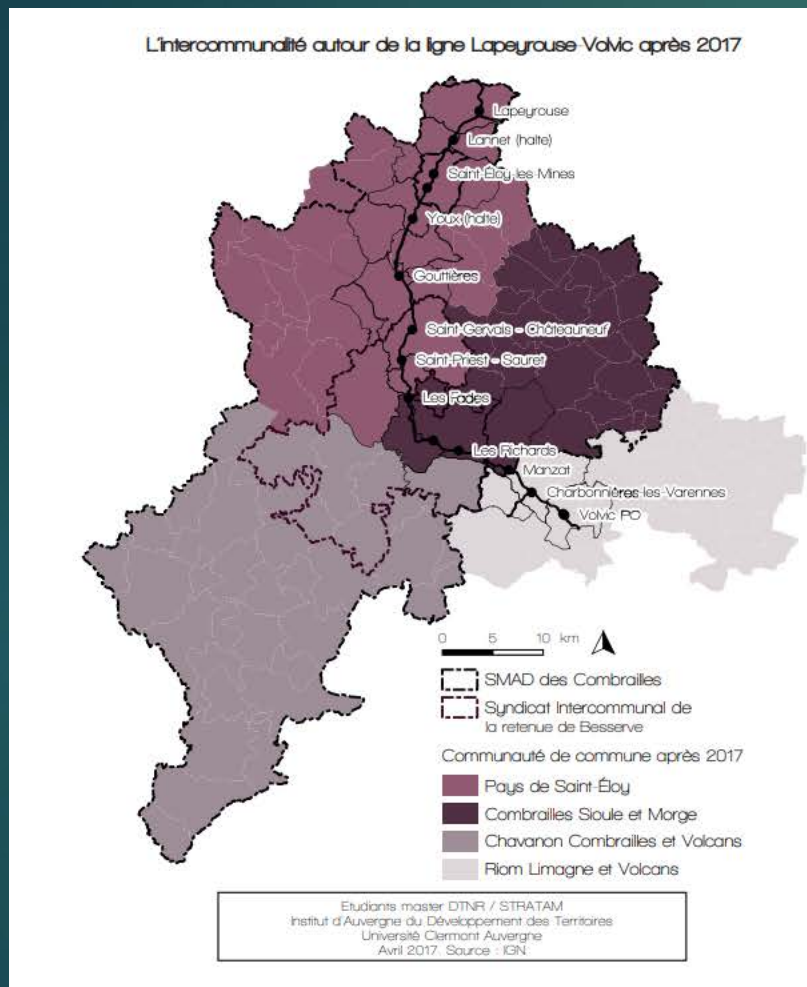 L'intercommunalité autour de la ligne Lapeyrouse-Volvic après 2017
Lapeyrouse
Lannet (halte)
Saint-Éloy-les-Mines
Youx (halte)
Gouttières
Saint-Gervais - Châteauneuf
Saint-Priest - Sauret
Les Fades
Les Richards
Manzat
Charbonnières-les-Varennes
Volvic PO
0 5 10 km
SMAD des Combrailles
Syndicat Intercommunal de
la retenue de Besserve
Communauté de commune après 2017
Pays de Saint-Éloy
Combrailles Sioule et Morge
Chavanon Combrailles et Volcans
Riom Limagne et Volcans
Etudiants master DTNR / STRATAM
Institut d'Auvergne du Développement des Territoires
Université Clermont Auvergne
Avril 2017. Source : IGN